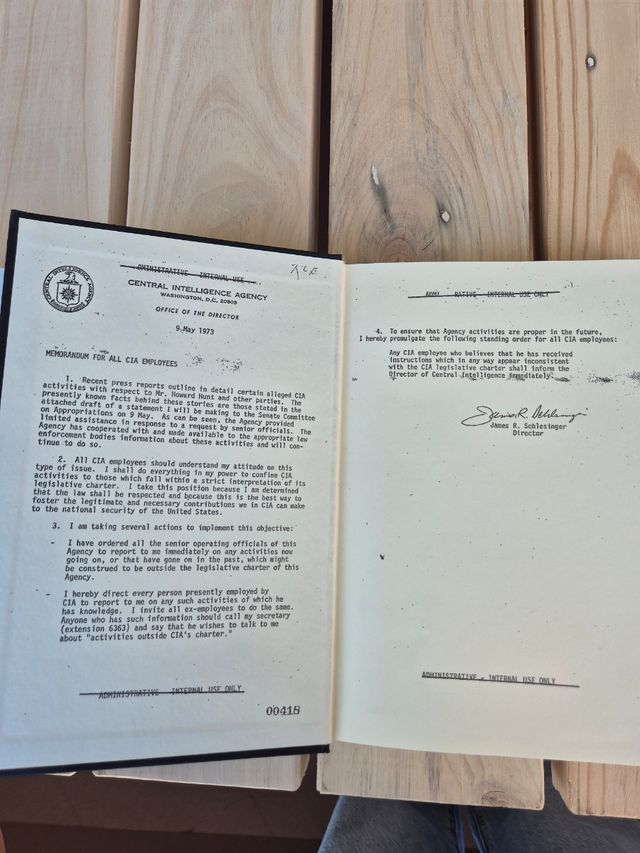 ADMINISTRATIVE - INTERNAL USE
CENTRAL INTELLIGENCE AGENCY
WASHINGTON, D.C. 20505
OFFICE OF THE DIRECTOR
9 May 1973
MEMORANDUM FOR ALL CIA EMPLOYEES
1. Recent press reports outline in detail certain alleged CIA
activities with respect to Mr. Howard Hunt and other parties. The
presently known facts behind these stories are those stated in the
attached draft of a statement I will be making to the Senate Committee
on Appropriations on 9 May. As can be seen, the Agency provided
limited assistance in response to a request by senior officials. The
Agency has cooperated with and made available to the appropriate law
enforcement bodies information about these activities and will con-
tinue to do so.
2. All CIA employees should understand my attitude on this
type of issue. I shall do everything in my power to confine CIA
activities to those which fall within a strict interpretation of its
legislative charter. I take this position because I am determined
that the law shall be respected and because this is the best way to
foster the legitimate and necessary contributions we in CIA can make
to the national security of the United States.
3. I am taking several actions to implement this objective:
- I have ordered all the senior operating officials of this
Agency to report to me immediately on any activities now
going on, or that have gone on in the past, which might
be construed to be outside the legislative charter of this
Agency.
- I hereby direct every person presently employed by
CIA to report to me on any such activities of which he
has knowledge. I invite all ex-employees to do the same.
Anyone who has such information should call my secretary
(extension 6363) and say that he wishes to talk to me
about "activities outside CIA's charter."
ADMINISTRATIVE - INTERNAL USE ONLY
00418
ADMI RATIVE - INTERNAL USE ONLY
4. To ensure that Agency activities are proper in the future,
I hereby promulgate the following standing order for all CIA employees:
Any CIA employee who believes that he has received
instructions which in any way appear inconsistent
with the CIA legislative charter shall inform the
Director of Central Intelligence immediately.
James R. Schlesinger
James R. Schlesinger
Director
ADMINISTRATIVE - INTERNAL USE ONLY